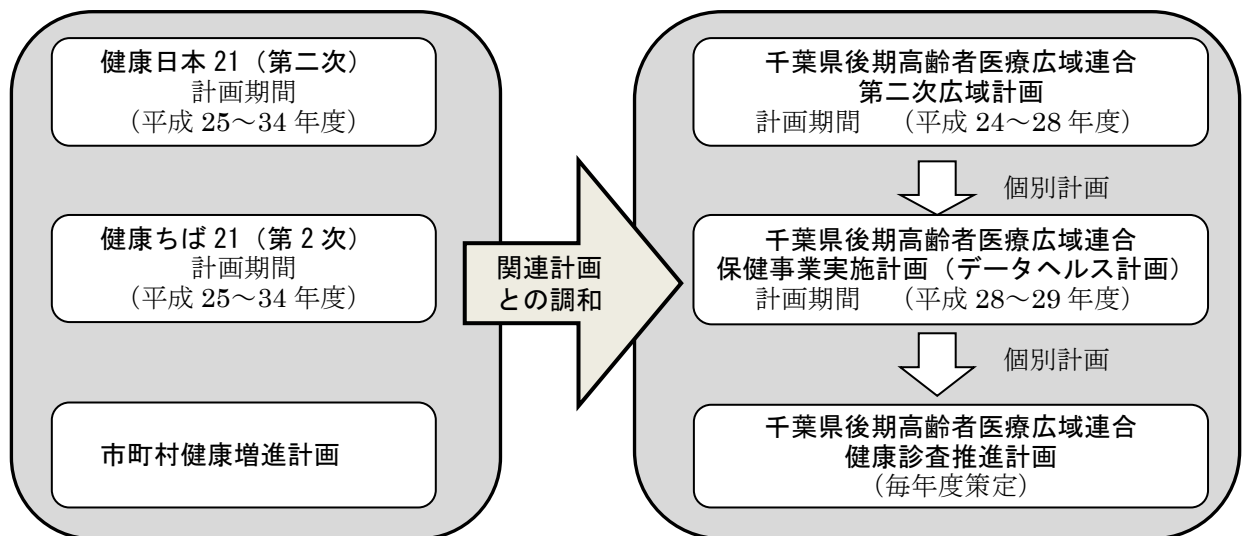 健康日本 21（第二次）
計画期間
（平成 25～34 年度）
健康ちば 21（第 2 次）
計画期間
（平成 25～34 年度）
市町村健康増進計画
関連計画
との調和
千葉県後期高齢者医療広域連合
第二次広域計画
計画期間　（平成 24～28 年度）
個別計画
千葉県後期高齢者医療広域連合
保健事業実施計画（データヘルス計画）
計画期間　（平成 28～29 年度）
個別計画
千葉県後期高齢者医療広域連合
健康診査推進計画
（毎年度策定）